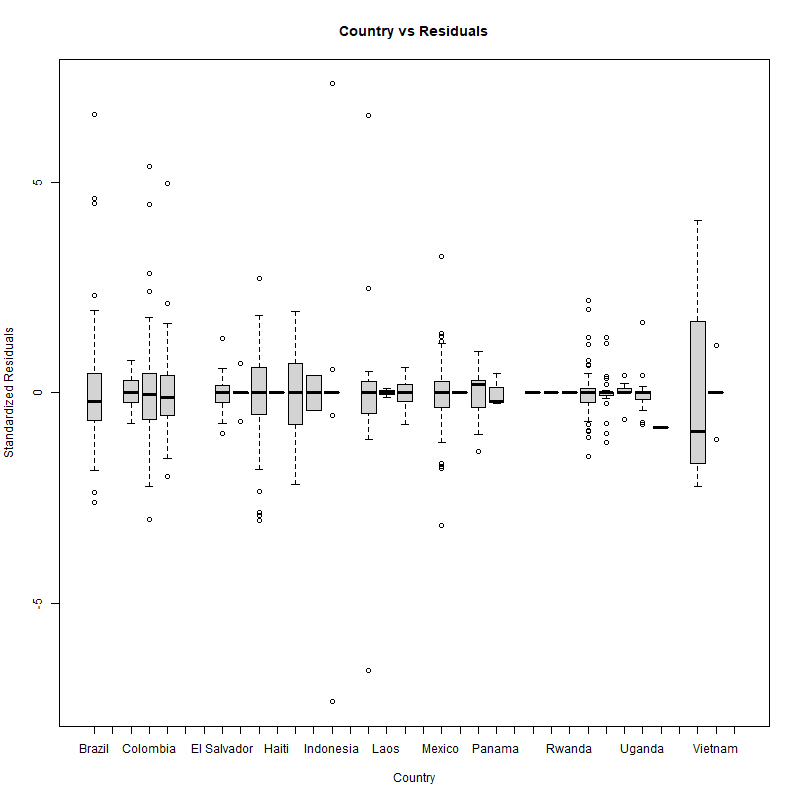 Country vs Residuals
Standardized Residuals
5
0
-5
Brazil Colombia El Salvador Haiti Indonesia Laos Mexico Panama Rwanda Uganda Vietnam
Country